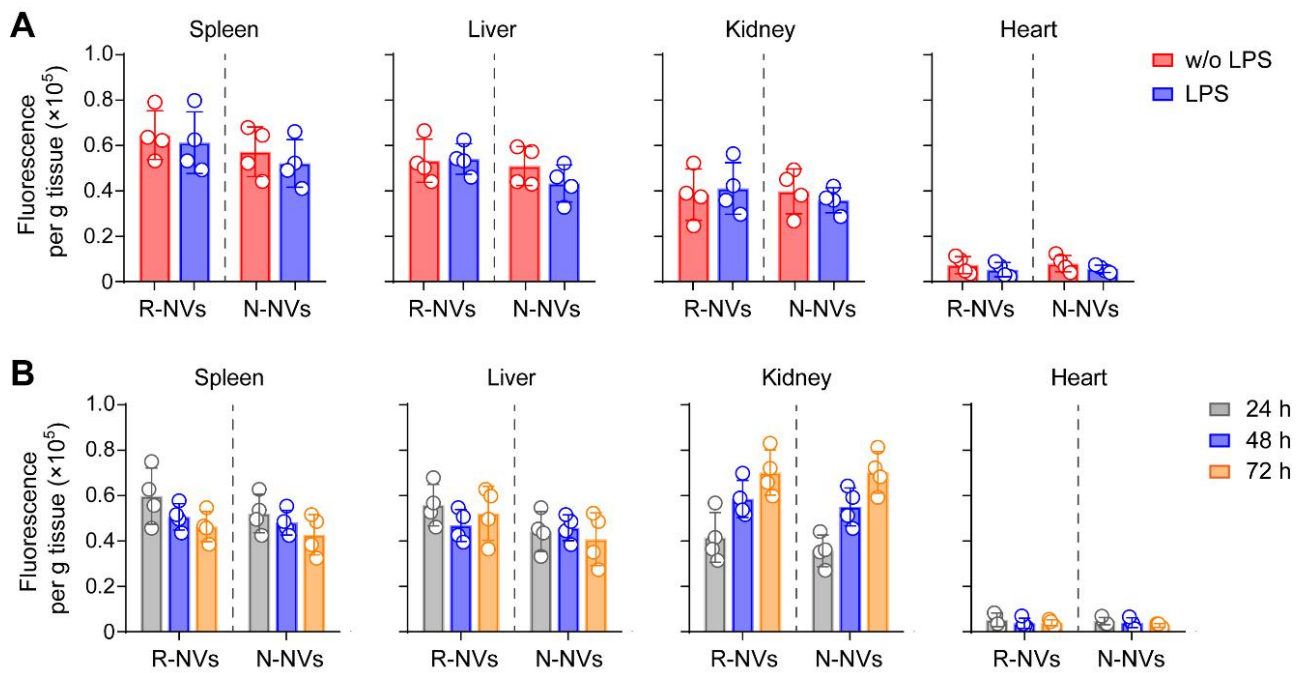 A
Spleen
Liver
Kidney
Heart
Fluorescence
per g tissue (×10⁵)
1.0
0.8
0.6
0.4
0.2
0
R-NVs N-NVs
R-NVs N-NVs
R-NVs N-NVs
R-NVs N-NVs
w/o LPS
LPS
B
Spleen
Liver
Kidney
Heart
Fluorescence
per g tissue (×10⁵)
1.0
0.8
0.6
0.4
0.2
0
R-NVs N-NVs
R-NVs N-NVs
R-NVs N-NVs
R-NVs N-NVs
24 h
48 h
72 h